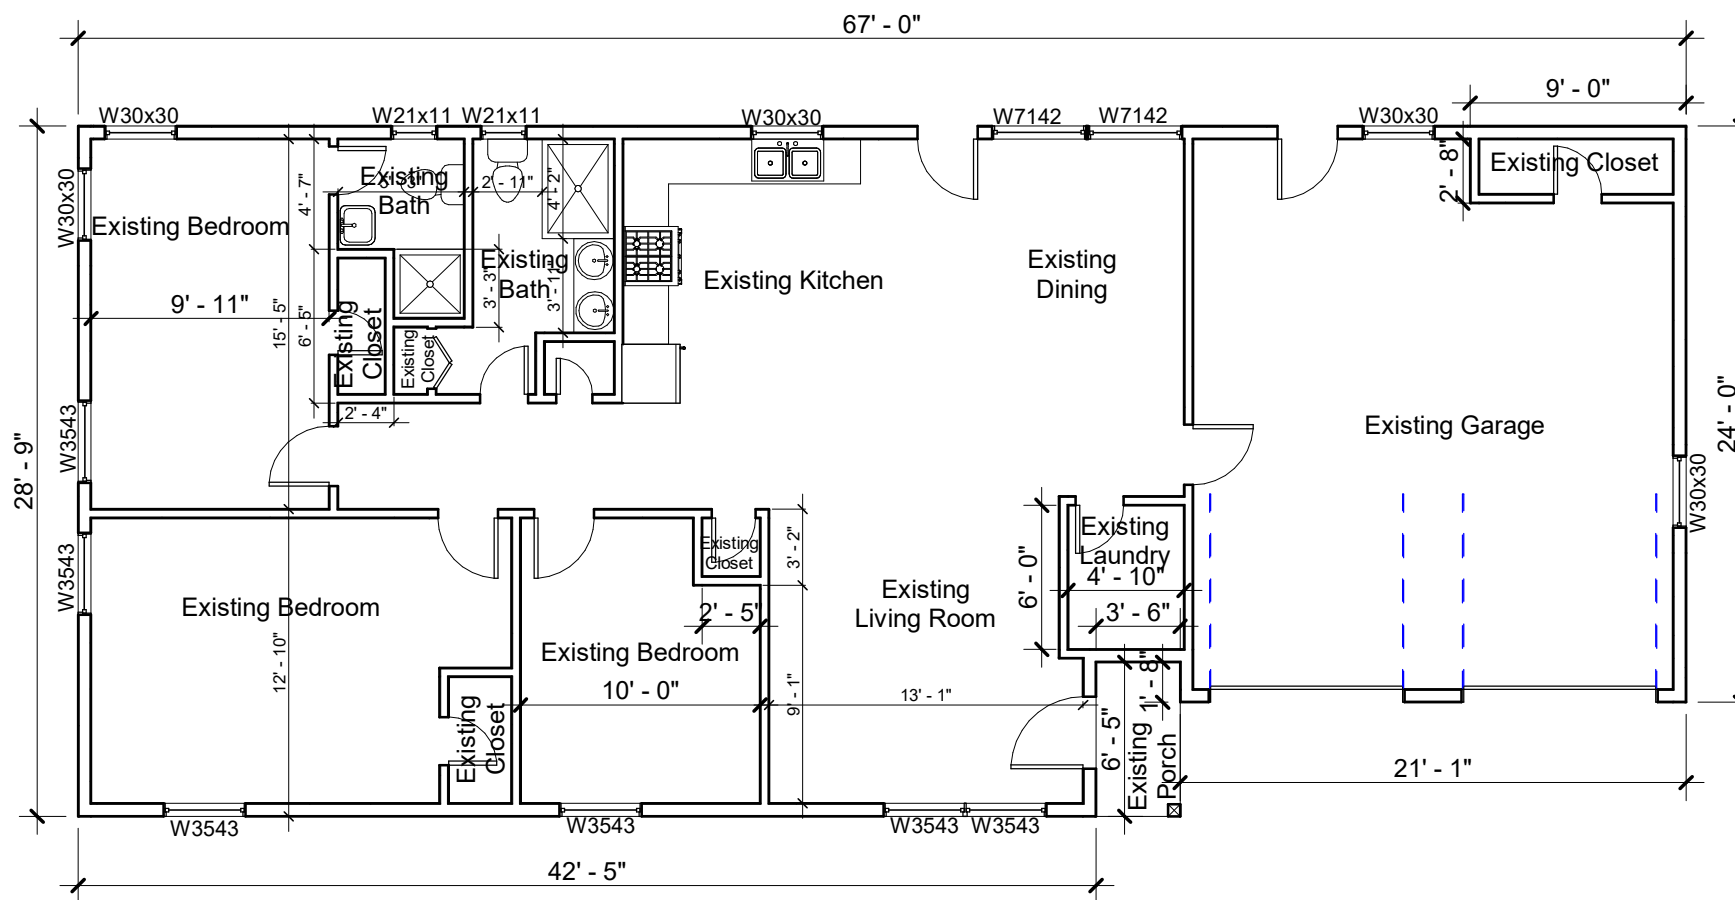 67' - 0"
9' - 0"
W30x30
W21x11
W21x11
W30x30
W7142
W7142
W30x30
Existing
Bath
5' - 3"
2' - 11"
4' - 2"
4' - 7"
2' - 8"
Existing Closet
W30x30
Existing Bedroom
Existing
Bath
3' - 3"
3' - 11"
Existing Kitchen
Existing
Dining
9' - 11"
15' - 5"
6' - 5"
Existing
Closet
Existing
Closet
2' - 4"
Existing Garage
24' - 0"
28' - 9"
W3543
W30x30
W3543
Existing
Closet
3' - 2"
6' - 0"
Existing
Laundry
4' - 10"
3' - 6"
Existing Bedroom
2' - 5"
Existing
Living Room
12' - 10"
Existing Bedroom
10' - 0"
9' - 1"
13' - 1"
1' - 8"
6' - 5"
Existing
Closet
Existing
Porch
21' - 1"
W3543
W3543
W3543
W3543
42' - 5"